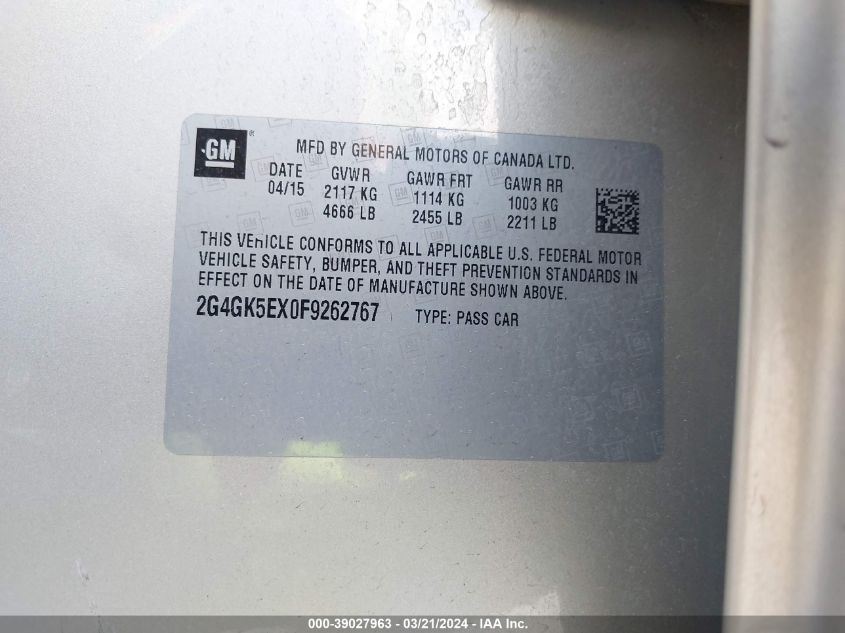 GM
MFD BY GENERAL MOTORS OF CANADA LTD.
DATE GVWR GAWR FRT GAWR RR
04/15 2117 KG 1114 KG 1003 KG
4666 LB 2455 LB 2211 LB
THIS VEHICLE CONFORMS TO ALL APPLICABLE U.S. FEDERAL MOTOR
VEHICLE SAFETY, BUMPER, AND THEFT PREVENTION STANDARDS IN
EFFECT ON THE DATE OF MANUFACTURE SHOWN ABOVE.
2G4GK5EX0F9262767 TYPE: PASS CAR
000-39027963 / 03/21/2024 - IAA Inc.